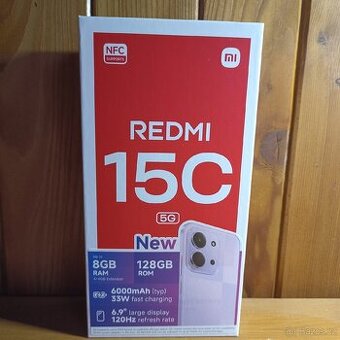 NFC
SUPPORTS
mi
REDMI
15C
5G
New
8GB
128GB
RAM
ROM
6000mAh (typ)
33W fast charging
6.9" large display
120Hz refresh rate